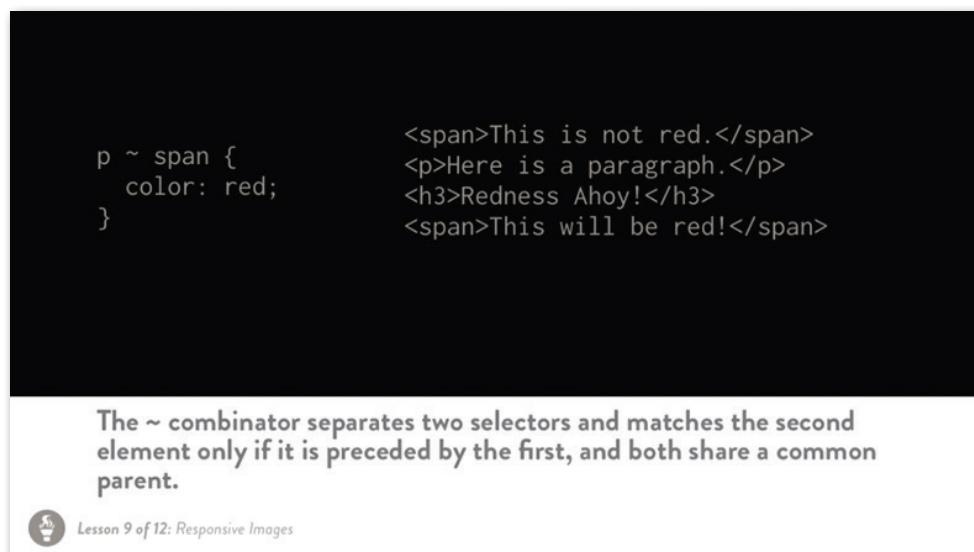 p ~ span {
color: red;
}
<span>This is not red.</span>
<p>Here is a paragraph.</p>
<h3>Redness Ahoy!</h3>
<span>This will be red!</span>
The ~ combinator separates two selectors and matches the second
element only if it is preceded by the first, and both share a common
parent.
Lesson 9 of 12: Responsive Images